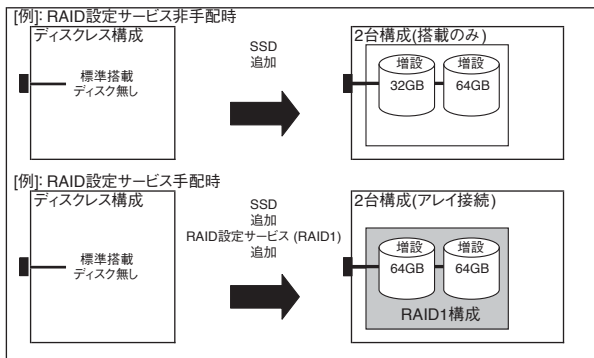 [例]: RAID設定サービス非手配時
ディスクレス構成
標準搭載
ディスク無し
SSD
追加
2台構成(搭載のみ)
増設
32GB
増設
64GB
[例]: RAID設定サービス手配時
ディスクレス構成
標準搭載
ディスク無し
SSD
追加
RAID設定サービス (RAID1)
追加
2台構成(アレイ接続)
増設
64GB
増設
64GB
RAID1構成